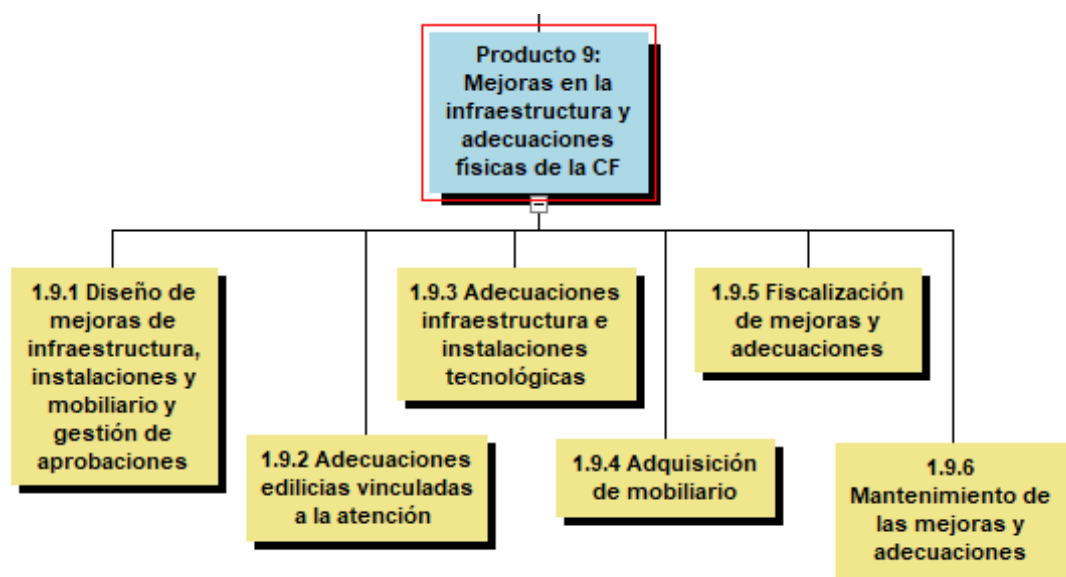 Producto 9:
Mejoras en la
infraestructura y
adecuaciones
físicas de la CF
1.9.1 Diseño de
mejoras de
infraestructura,
instalaciones y
mobiliario y
gestión de
aprobaciones
1.9.2 Adecuaciones
edilicias vinculadas
a la atención
1.9.3 Adecuaciones
infraestructura e
instalaciones
tecnológicas
1.9.4 Adquisición
de mobiliario
1.9.5 Fiscalización
de mejoras y
adecuaciones
1.9.6
Mantenimiento de
las mejoras y
adecuaciones